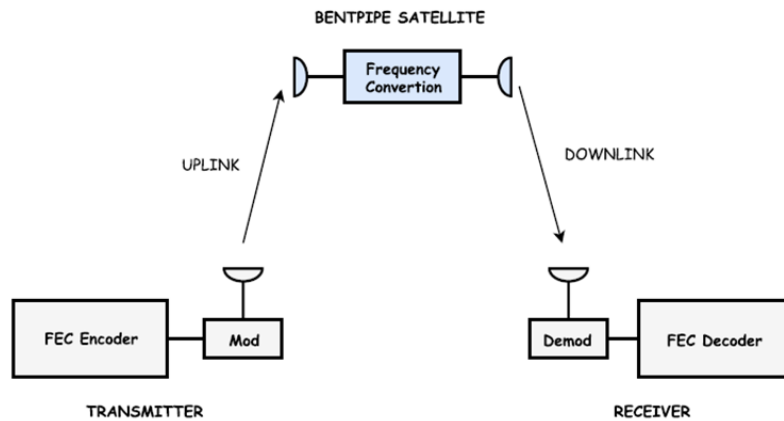 BENTPIPE SATELLITE
Frequency
Convertion
UPLINK
DOWNLINK
FEC Encoder
Mod
Demod
FEC Decoder
TRANSMITTER
RECEIVER